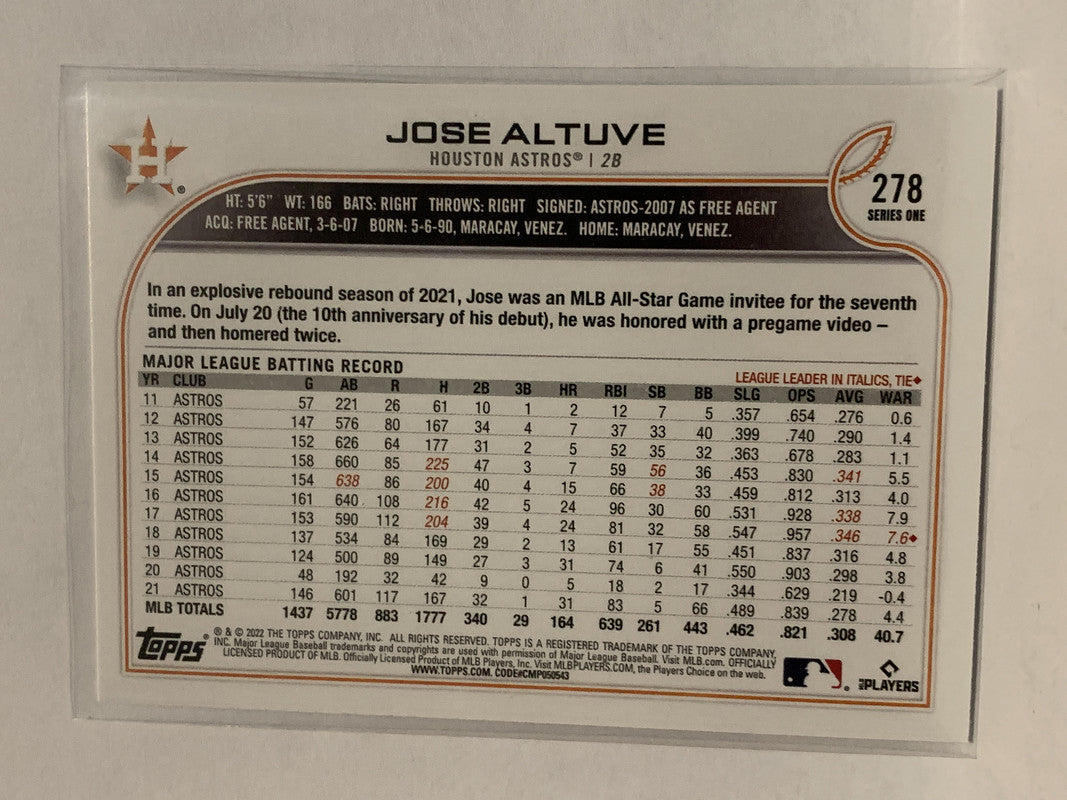 H®
JOSE ALTUVE
HOUSTON ASTROS® | 2B
278
SERIES ONE
HT: 5'6" WT: 166 BATS: RIGHT THROWS: RIGHT SIGNED: ASTROS-2007 AS FREE AGENT
ACQ: FREE AGENT, 3-6-07 BORN: 5-6-90, MARACAY, VENEZ. HOME: MARACAY, VENEZ.
In an explosive rebound season of 2021, Jose was an MLB All-Star Game invitee for the seventh
time. On July 20 (the 10th anniversary of his debut), he was honored with a pregame video –
and then homered twice.
MAJOR LEAGUE BATTING RECORD
LEAGUE LEADER IN ITALICS, TIE◆
YR CLUB G AB R H 2B 3B HR RBI SB BB SLG OPS AVG WAR
11 ASTROS 57 221 26 61 10 1 2 12 7 5 .357 .654 .276 0.6
12 ASTROS 147 576 80 167 34 4 7 37 33 40 .399 .740 .290 1.4
13 ASTROS 152 626 64 177 31 2 5 52 35 32 .363 .678 .283 1.1
14 ASTROS 158 660 85 225 47 3 7 59 56 36 .453 .830 .341 5.5
15 ASTROS 154 638 86 200 40 4 15 66 38 33 .459 .812 .313 4.0
16 ASTROS 161 640 108 216 42 5 24 96 30 60 .531 .928 .338 7.9
17 ASTROS 153 590 112 204 39 4 24 81 32 58 .547 .957 .346 7.6◆
18 ASTROS 137 534 84 169 29 2 13 61 17 55 .451 .837 .316 4.8
19 ASTROS 124 500 89 149 27 3 31 74 6 41 .550 .903 .298 3.8
20 ASTROS 48 192 32 42 9 0 5 18 2 17 .344 .629 .219 -0.4
21 ASTROS 146 601 117 167 32 1 31 83 5 66 .489 .839 .278 4.4
MLB TOTALS 1437 5778 883 1777 340 29 164 639 261 443 .462 .821 .308 40.7
Topps®
® & © 2022 THE TOPPS COMPANY, INC. ALL RIGHTS RESERVED. TOPPS IS A REGISTERED TRADEMARK OF THE TOPPS COMPANY,
INC. Major League Baseball trademarks and copyrights are used with permission of Major League Baseball. Visit MLB.com. OFFICIALLY
LICENSED PRODUCT OF MLB. Officially Licensed Product of MLB Players, Inc. Visit MLBPLAYERS.COM, the Players Choice on the web.
WWW.TOPPS.COM. CODE#CMP050543
MLB PLAYERS